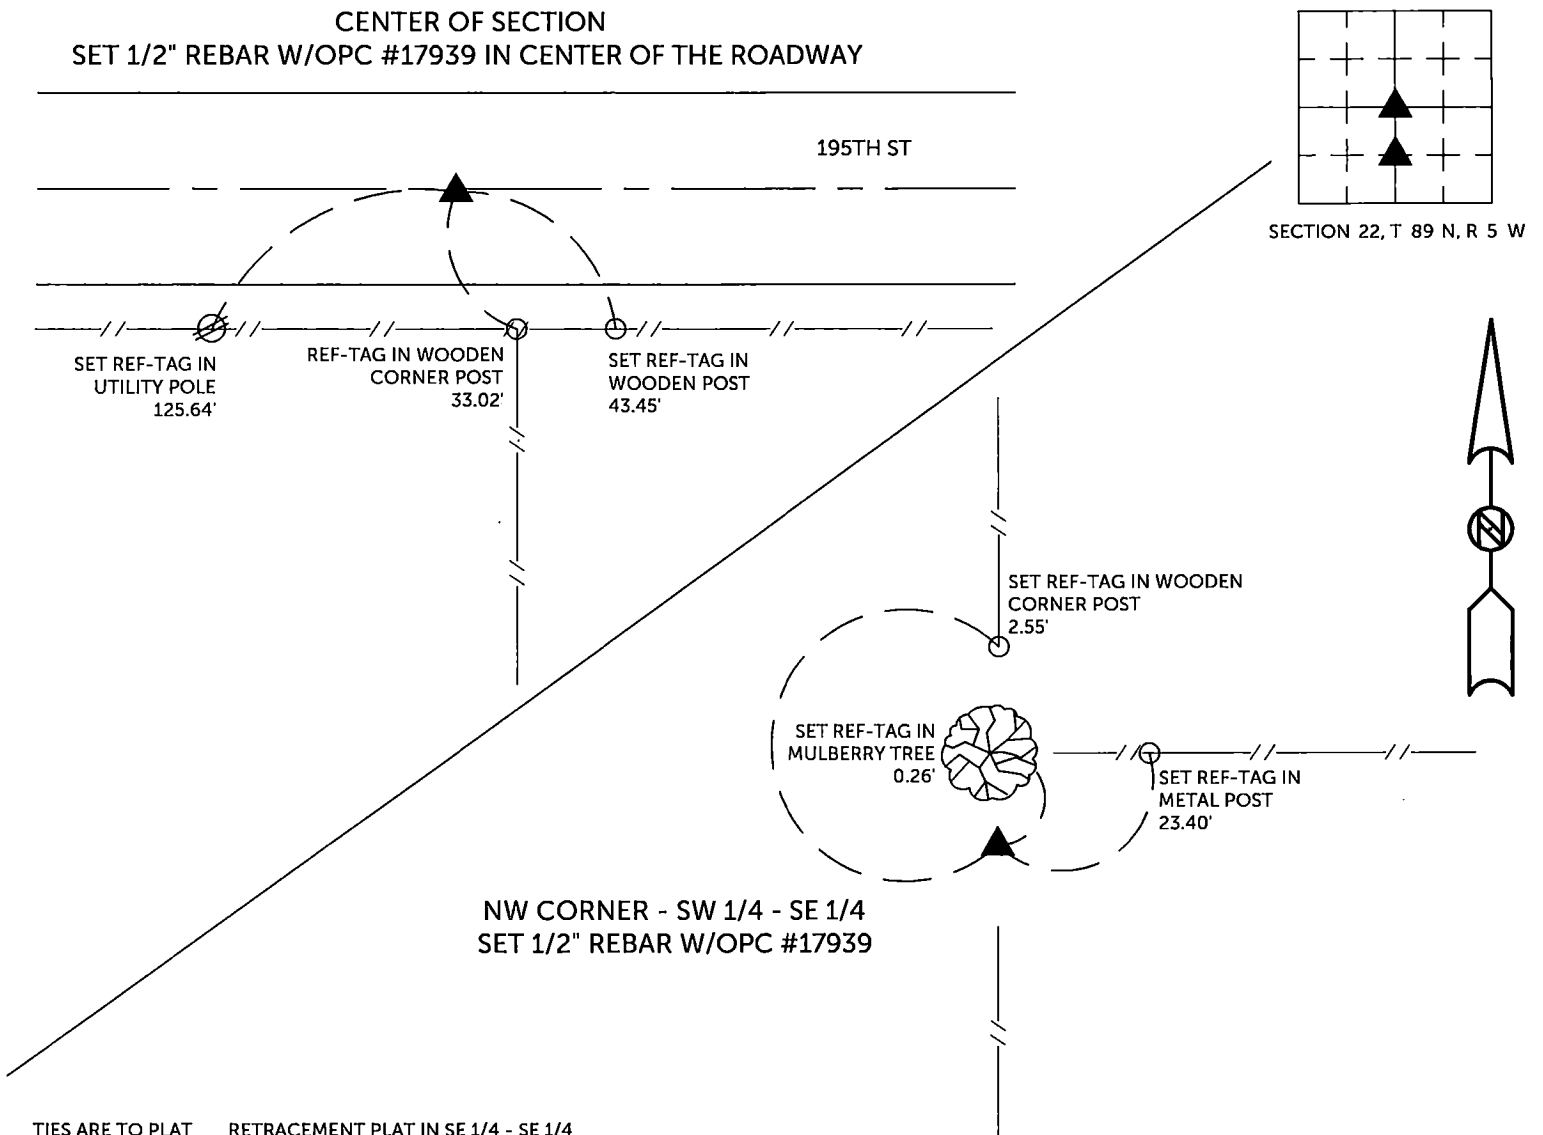 CENTER OF SECTION
SET 1/2" REBAR W/OPC #17939 IN CENTER OF THE ROADWAY
195TH ST
SECTION 22, T 89 N, R 5 W
SET REF-TAG IN
UTILITY POLE
125.64'
REF-TAG IN WOODEN
CORNER POST
33.02'
SET REF-TAG IN
WOODEN POST
43.45'
N
SET REF-TAG IN WOODEN
CORNER POST
2.55'
SET REF-TAG IN
MULBERRY TREE
0.26'
SET REF-TAG IN
METAL POST
23.40'
NW CORNER - SW 1/4 - SE 1/4
SET 1/2" REBAR W/OPC #17939
TIES ARE TO PLAT RETRACEMENT PLAT IN SE 1/4 - SE 1/4